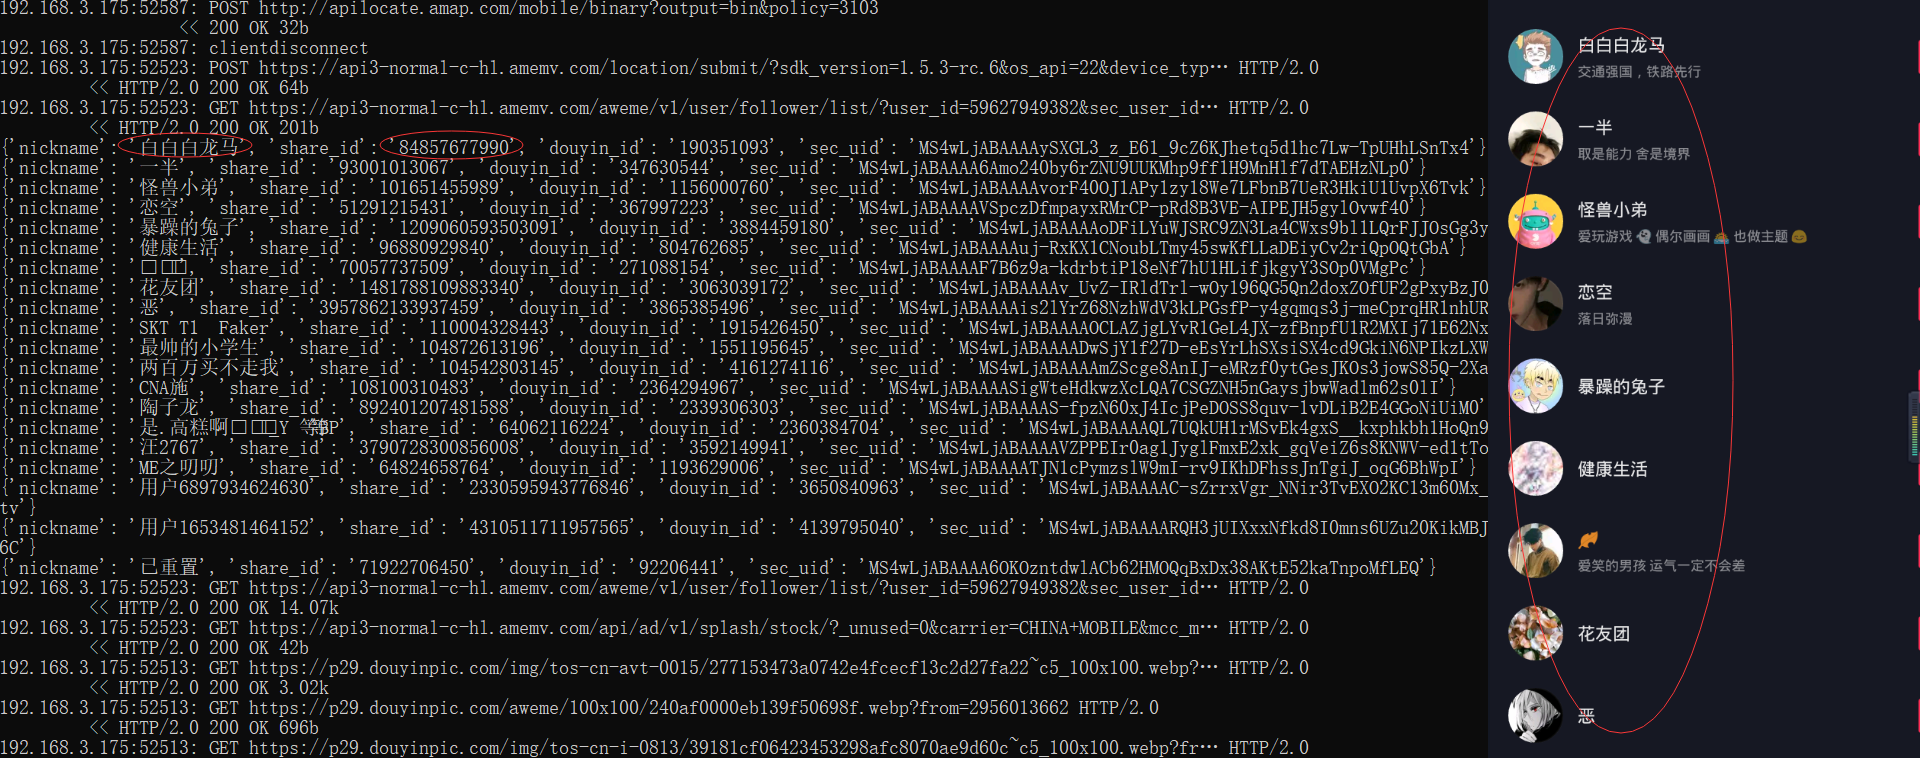 192.168.3.175:52587: POST http://apilocate.amap.com/mobile/binary?output=bin&policy=3103
<< 200 OK 32b
192.168.3.175:52587: clientdisconnect
192.168.3.175:52523: POST https://api3-normal-c-hl.amemv.com/location/submit/?sdk_version=1.5.3-rc.6&os_api=22&device_typ… HTTP/2.0
<< HTTP/2.0 200 OK 64b
192.168.3.175:52523: GET https://api3-normal-c-hl.amemv.com/aweme/v1/user/follower/list/?user_id=59627949382&sec_user_id… HTTP/2.0
<< HTTP/2.0 200 OK 201b
{'nickname': '白白白龙马', 'share_id': '84857677990', 'douyin_id': '190351093', 'sec_uid': 'MS4wLjABAAAAySXGL3_z_E61_9cZ6KJhetq5d1hc7Lw-TpUHhLSnTx4'}
{'nickname': '一半', 'share_id': '93001013067', 'douyin_id': '347630544', 'sec_uid': 'MS4wLjABAAAA6Amo240by6rZNU9UUKMhp9ff1H9MnHlf7dTAEHzNLp0'}
{'nickname': '怪兽小弟', 'share_id': '101651455989', 'douyin_id': '1156000760', 'sec_uid': 'MS4wLjABAAAAvorF40OJ1APy1zy18We7LFbnB7UeR3HkiU1UvpX6Tvk'}
{'nickname': '恋空', 'share_id': '51291215431', 'douyin_id': '367997223', 'sec_uid': 'MS4wLjABAAAAVSpczDfmpayxRMrCP-pRd8B3VE-AIPEJH5gylOvwf40'}
{'nickname': '暴躁的兔子', 'share_id': '1209060593503091', 'douyin_id': '3884459180', 'sec_uid': 'MS4wLjABAAAAoDFiLYuWJSRC9ZN3La4CWxs9bl1LQrFJJOsGg3y
{'nickname': '健康生活', 'share_id': '96880929840', 'douyin_id': '804762685', 'sec_uid': 'MS4wLjABAAAAuj-RxKX1CNoubLTmy45swKfLLaDEiyCv2riQpOQtGbA'}
{'nickname': '', 'share_id': '70057737509', 'douyin_id': '271088154', 'sec_uid': 'MS4wLjABAAAAF7B6z9a-kdrbtiP18eNf7hU1HLifjkgyY3SOp0VMgPc'}
{'nickname': '花友团', 'share_id': '1481788109883340', 'douyin_id': '3063039172', 'sec_uid': 'MS4wLjABAAAAv_UvZ-IR1dTr1-wOy196QG5Qn2doxZOfUF2gPxyBzJ0
{'nickname': '恶', 'share_id': '3957862133937459', 'douyin_id': '3865385496', 'sec_uid': 'MS4wLjABAAAAis21YrZ68NzhWdV3kLPGsfP-y4gqmqs3j-meCprqHRlnhUR
{'nickname': 'SKT T1  Faker', 'share_id': '110004328443', 'douyin_id': '1915426450', 'sec_uid': 'MS4wLjABAAAAOCLAZjgLYvR1GeL4JX-zfBnpfU1R2MXIj71E62Nx
{'nickname': '最帅的小学生', 'share_id': '104872613196', 'douyin_id': '1551195645', 'sec_uid': 'MS4wLjABAAAADwSjYlf27D-eEsYrLhSXsiSX4cd9GkiN6NPIkzLXW
{'nickname': '两百万买不走我', 'share_id': '104542803145', 'douyin_id': '4161274116', 'sec_uid': 'MS4wLjABAAAAmZScge8AnIJ-eMRzfOytGesJKOs3jowS85Q-2Xa
{'nickname': 'CNA施', 'share_id': '108100310483', 'douyin_id': '2364294967', 'sec_uid': 'MS4wLjABAAAASigWteHdkwzXcLQA7CSGZNH5nGaysjbwWadlm62s01I'}
{'nickname': '陶子龙', 'share_id': '892401207481588', 'douyin_id': '2339306303', 'sec_uid': 'MS4wLjABAAAAS-fpzN60xJ4IcjPeDOSS8quv-lvDLiB2E4GGoNiUiM0'
{'nickname': '是.高糕啊 Y BP', 'share_id': '64062116224', 'douyin_id': '2360384704', 'sec_uid': 'MS4wLjABAAAAQL7UQkUHlrMSvEk4gxS__kxphkbhlHoQn9
{'nickname': '汪2767', 'share_id': '3790728300856008', 'douyin_id': '3592149941', 'sec_uid': 'MS4wLjABAAAAVZPPEIr0ag1JyglFmxE2xk_gqVeiZ6s8KNWV-edltTo
{'nickname': 'ME之叨叨', 'share_id': '64824658764', 'douyin_id': '1193629006', 'sec_uid': 'MS4wLjABAAAATJN1cPymzslW9mI-rv9IKhDFhssJnTgiJ_oqG6BhWpI'}
{'nickname': '用户6897934624630', 'share_id': '2330595943776846', 'douyin_id': '3650840963', 'sec_uid': 'MS4wLjABAAAAC-sZrrxVgr_NNir3TvEXO2KC13m60Mx_
tv'}
{'nickname': '用户1653481464152', 'share_id': '4310511711957565', 'douyin_id': '4139795040', 'sec_uid': 'MS4wLjABAAAARQH3jUIXxxNfkd8I0mns6UZu20KikMBJ
6C'}
{'nickname': '已重置', 'share_id': '71922706450', 'douyin_id': '92206441', 'sec_uid': 'MS4wLjABAAAA6OKOzntdwlACb62HMOQqBxDx38AKtE52kaTnpoMfLEQ'}
192.168.3.175:52523: GET https://api3-normal-c-hl.amemv.com/aweme/v1/user/follower/list/?user_id=59627949382&sec_user_id… HTTP/2.0
<< HTTP/2.0 200 OK 14.07k
192.168.3.175:52523: GET https://api3-normal-c-hl.amemv.com/api/ad/v1/splash/stock/?_unused=0&carrier=CHINA+MOBILE&mcc_m… HTTP/2.0
<< HTTP/2.0 200 OK 42b
192.168.3.175:52513: GET https://p29.douyinpic.com/img/tos-cn-avt-0015/277153473a0742e4fcecf13c2d27fa22~c5_100x100.webp?… HTTP/2.0
<< HTTP/2.0 200 OK 3.02k
192.168.3.175:52513: GET https://p29.douyinpic.com/aweme/100x100/240af0000eb139f50698f.webp?from=2956013662 HTTP/2.0
<< HTTP/2.0 200 OK 696b
192.168.3.175:52513: GET https://p29.douyinpic.com/img/tos-cn-i-0813/39181cf06423453298afc8070ae9d60c~c5_100x100.webp?fr… HTTP/2.0
白白白龙马
交通强国，铁路先行
一半
取是能力 舍是境界
怪兽小弟
爱玩游戏 偶尔画画 也做主题
恋空
落日弥漫
暴躁的兔子
健康生活
爱笑的男孩 运气一定不会差
花友团
恶